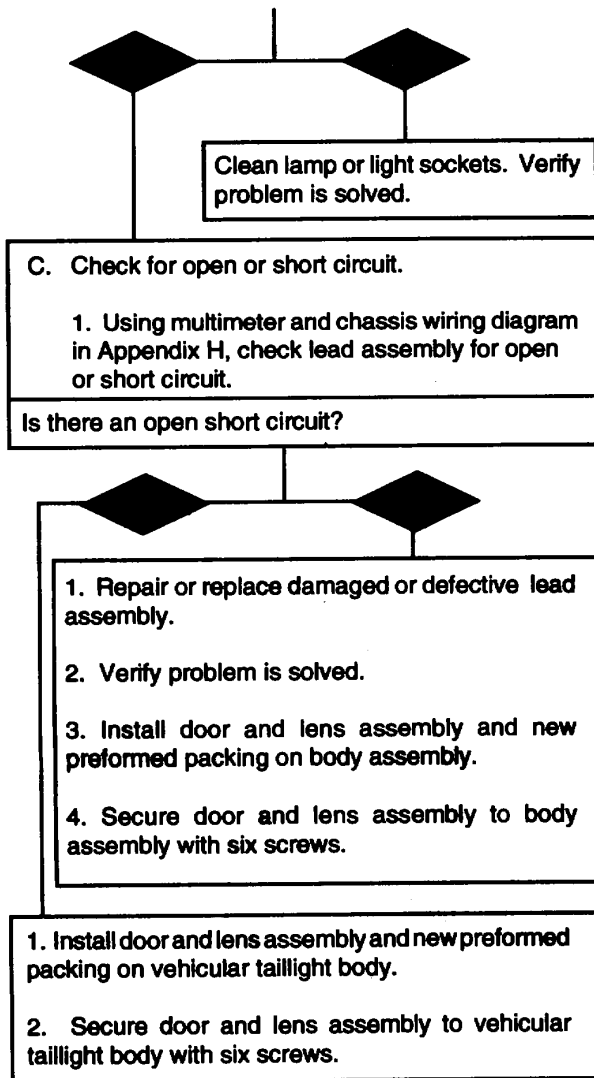 Clean lamp or light sockets. Verify
problem is solved.
C. Check for open or short circuit.
1. Using multimeter and chassis wiring diagram
in Appendix H, check lead assembly for open
or short circuit.
Is there an open short circuit?
1. Repair or replace damaged or defective lead
assembly.
2. Verify problem is solved.
3. Install door and lens assembly and new
preformed packing on body assembly.
4. Secure door and lens assembly to body
assembly with six screws.
1. Install door and lens assembly and new preformed
packing on vehicular taillight body.
2. Secure door and lens assembly to vehicular
taillight body with six screws.